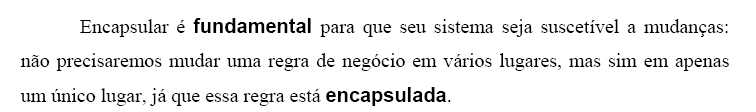 Encapsular é fundamental para que seu sistema seja suscetível a mudanças:
não precisaremos mudar uma regra de negócio em vários lugares, mas sim em apenas
um único lugar, já que essa regra está encapsulada.